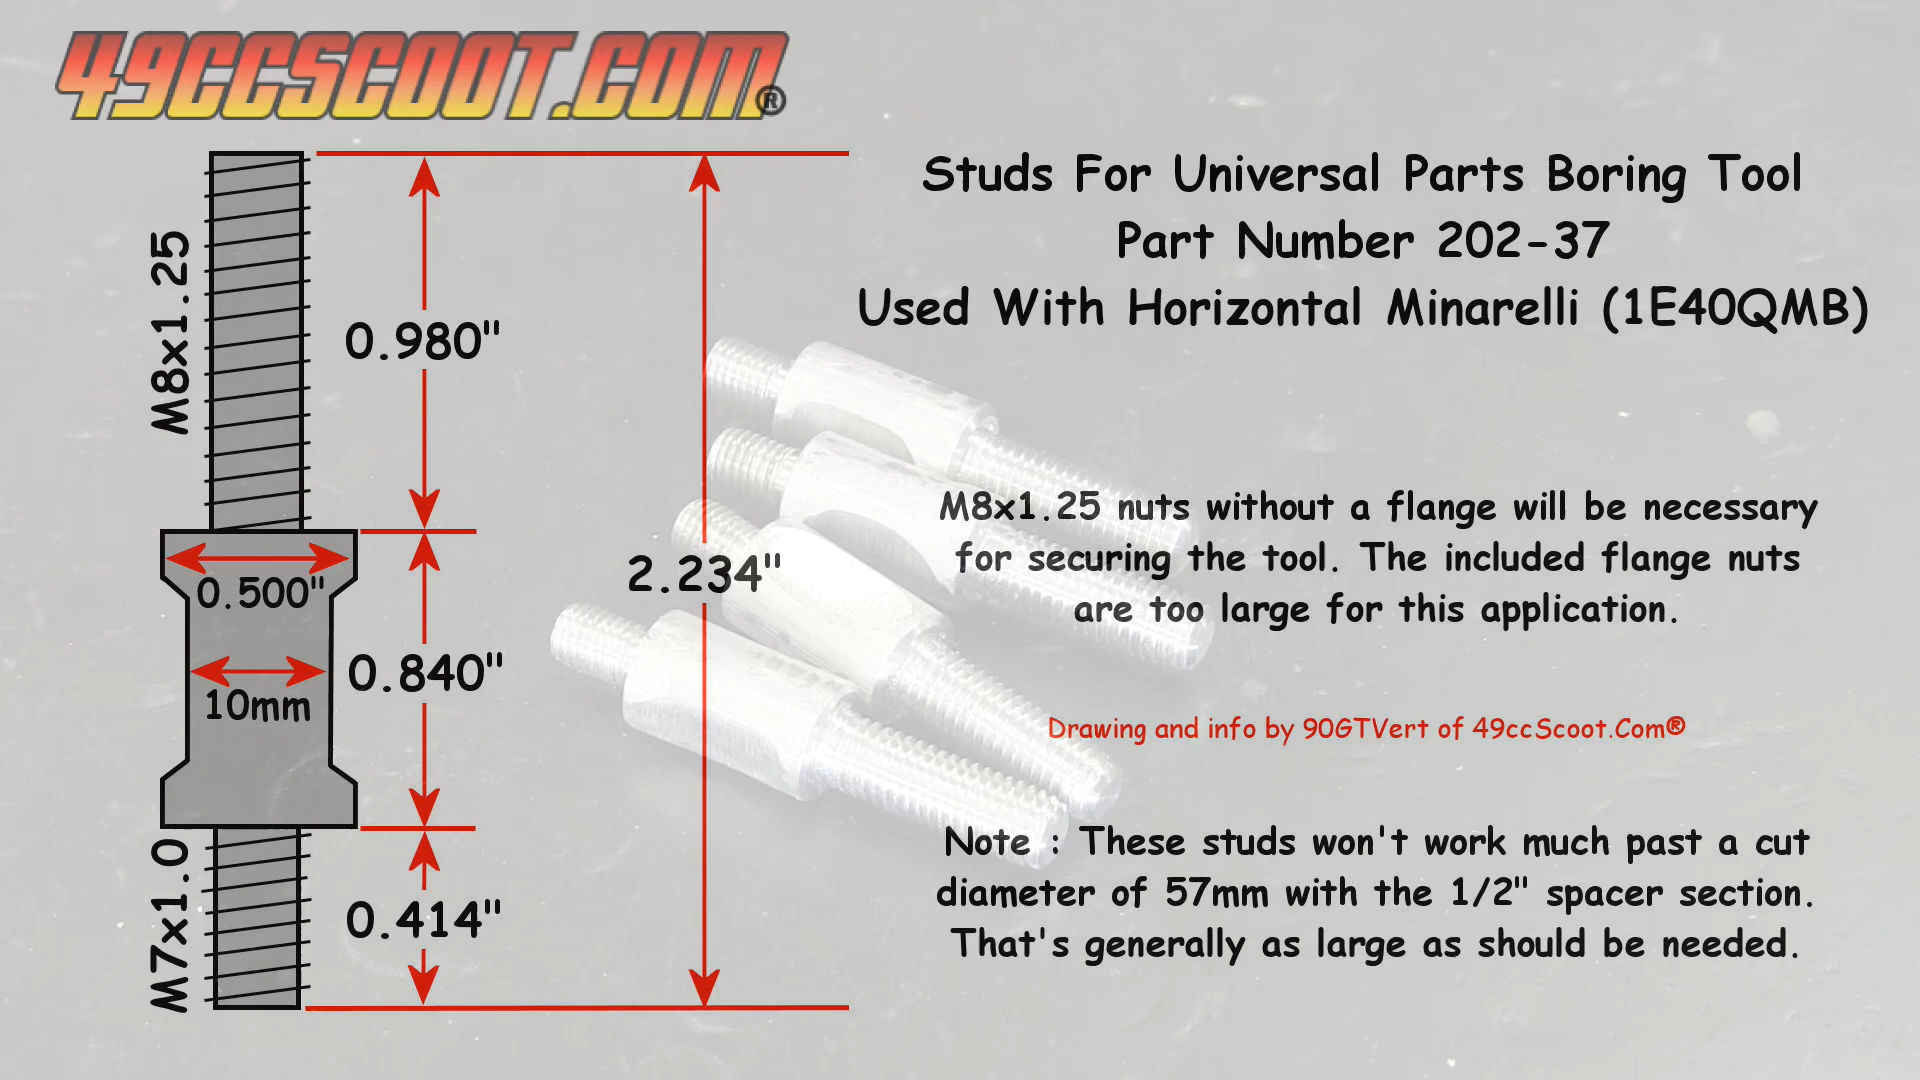 49CCSCOOT.COM®
Studs For Universal Parts Boring Tool
Part Number 202-37
Used With Horizontal Minarelli (1E40QMB)
M8x1.25
0.980"
M8x1.25 nuts without a flange will be necessary
for securing the tool. The included flange nuts
are too large for this application.
2.234"
0.500"
0.840"
10mm
Drawing and info by 90GTVert of 49ccScoot.Com®
M7x1.0
0.414"
Note : These studs won't work much past a cut
diameter of 57mm with the 1/2" spacer section.
That's generally as large as should be needed.